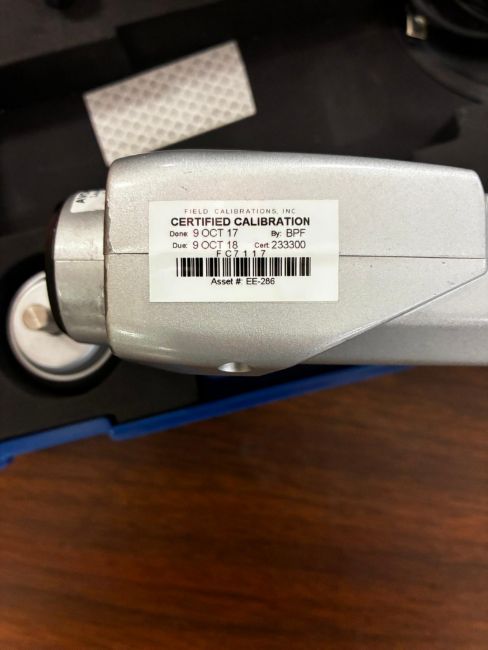 FIELD CALIBRATIONS, INC
CERTIFIED CALIBRATION
Done: 9 OCT 17 By: BPF
Due: 9 OCT 18 Cert: 233300
FC7117
Asset #: EE-286